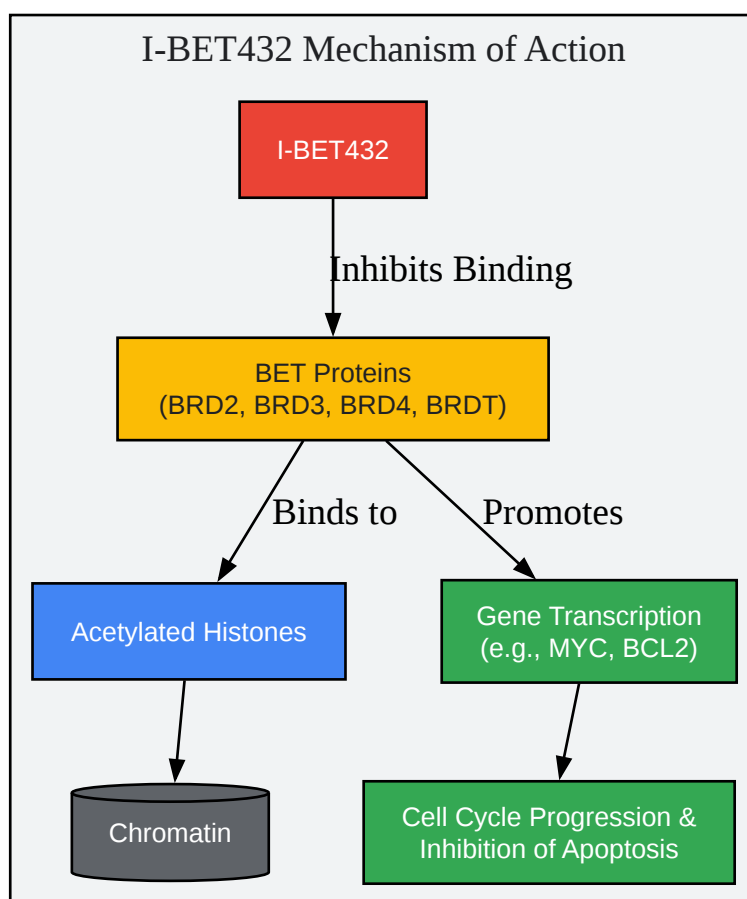 I-BET432 Mechanism of Action
I-BET432
Inhibits Binding
BET Proteins
(BRD2, BRD3, BRD4, BRDT)
Binds to
Promotes
Acetylated Histones
Gene Transcription
(e.g., MYC, BCL2)
Chromatin
Cell Cycle Progression &
Inhibition of Apoptosis